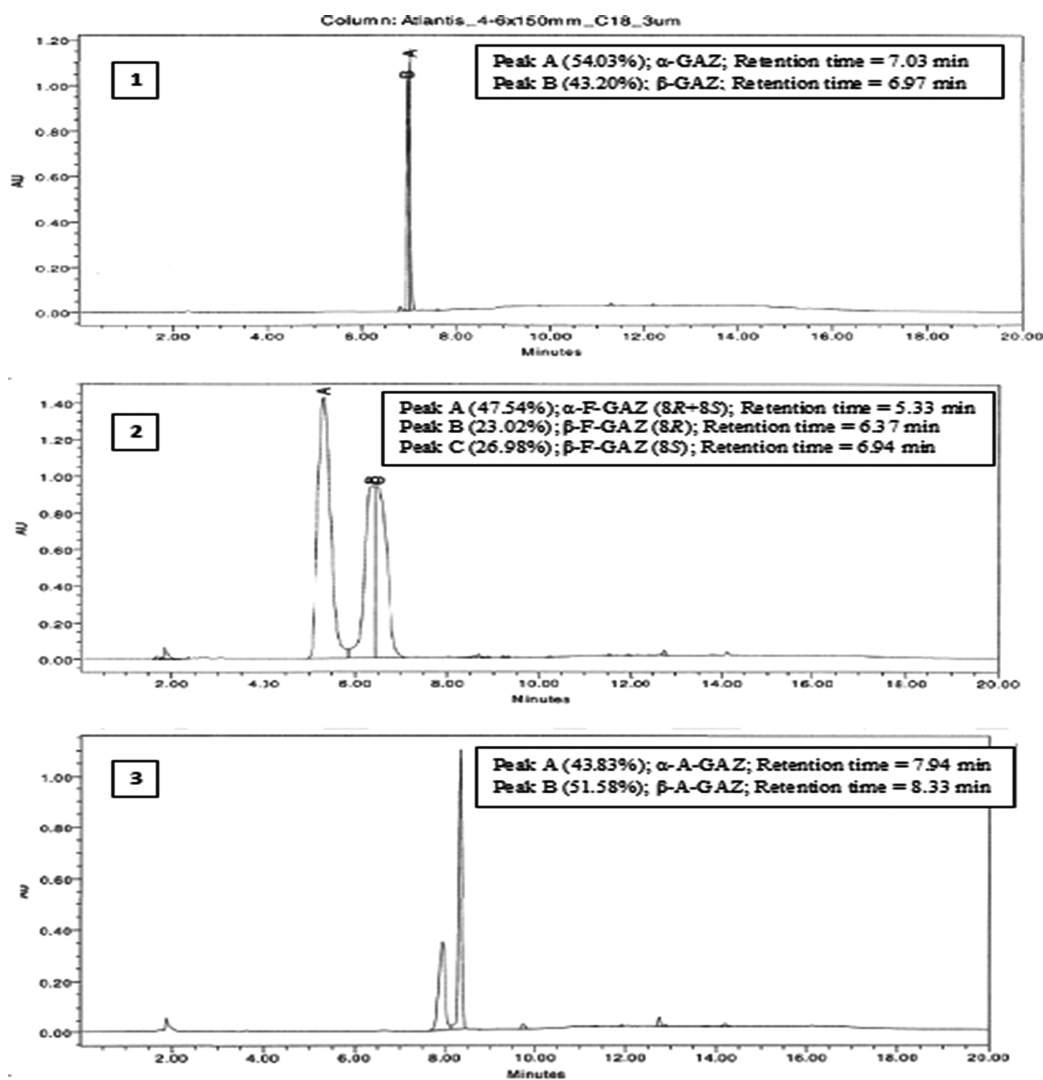 Column: Atlantis_4-6x150mm_C18_3um
1
Peak A (54.03%); α-GAZ; Retention time = 7.03 min
Peak B (43.20%); β-GAZ; Retention time = 6.97 min
B A
AU
1.20
1.00
0.80
0.60
0.40
0.20
0.00
2.00 4.00 6.00 8.00 10.00 12.00 14.00 16.00 18.00 20.00
Minutes
2
Peak A (47.54%); α-F-GAZ (8R+8S); Retention time = 5.33 min
Peak B (23.02%); β-F-GAZ (8R); Retention time = 6.37 min
Peak C (26.98%); β-F-GAZ (8S); Retention time = 6.94 min
A
AU
1.40
1.20
1.00
0.80
0.60
0.40
0.20
0.00
2.00 4.00 6.00 8.00 10.00 12.00 14.00 16.00 18.00 20.00
Minutes
3
Peak A (43.83%); α-A-GAZ; Retention time = 7.94 min
Peak B (51.58%); β-A-GAZ; Retention time = 8.33 min
AU
1.00
0.80
0.60
0.40
0.20
0.00
2.00 4.00 6.00 8.00 10.00 12.00 14.00 16.00 18.00 20.00
Minutes